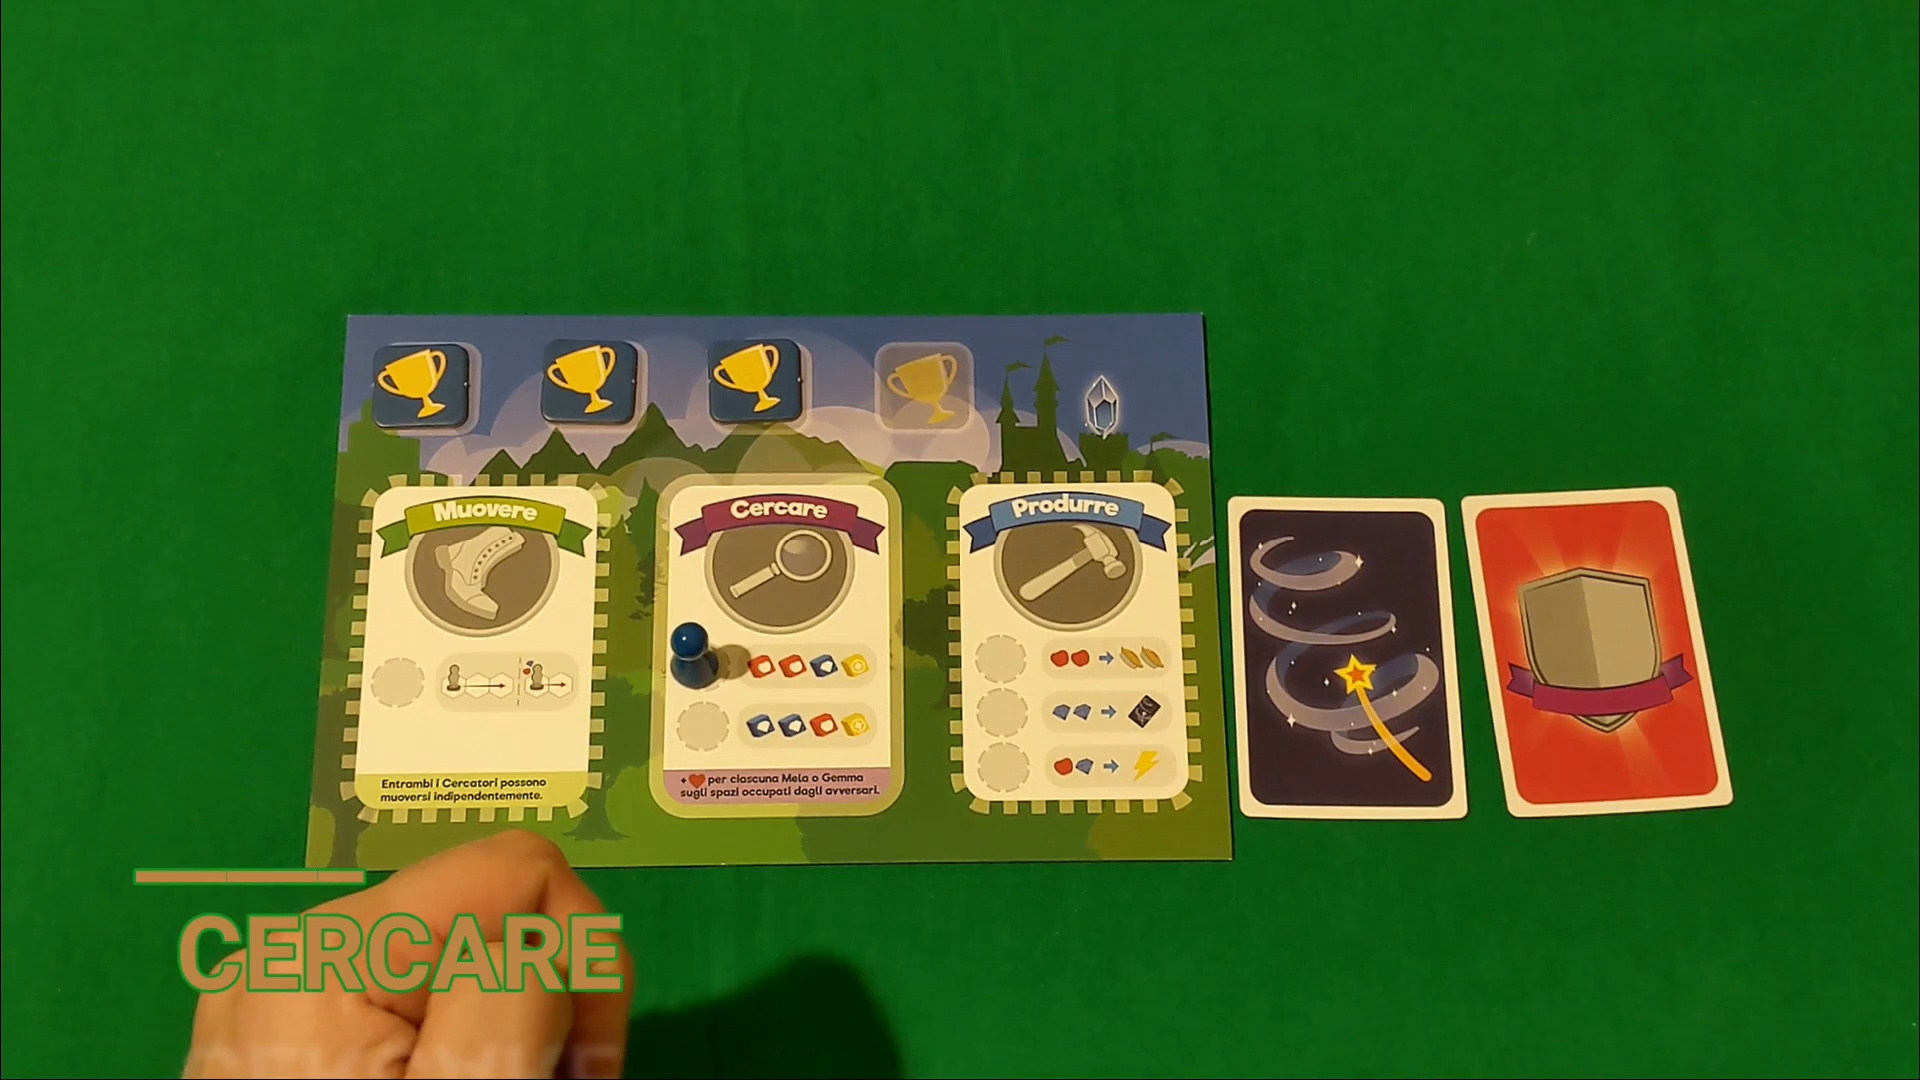 Muovere
Cercare
Produrre
Entrambi i Cercatori possono
muoversi indipendentemente.
+ per ciascuna Mela o Gemma
sugli spazi occupati dagli avversari.
CERCARE